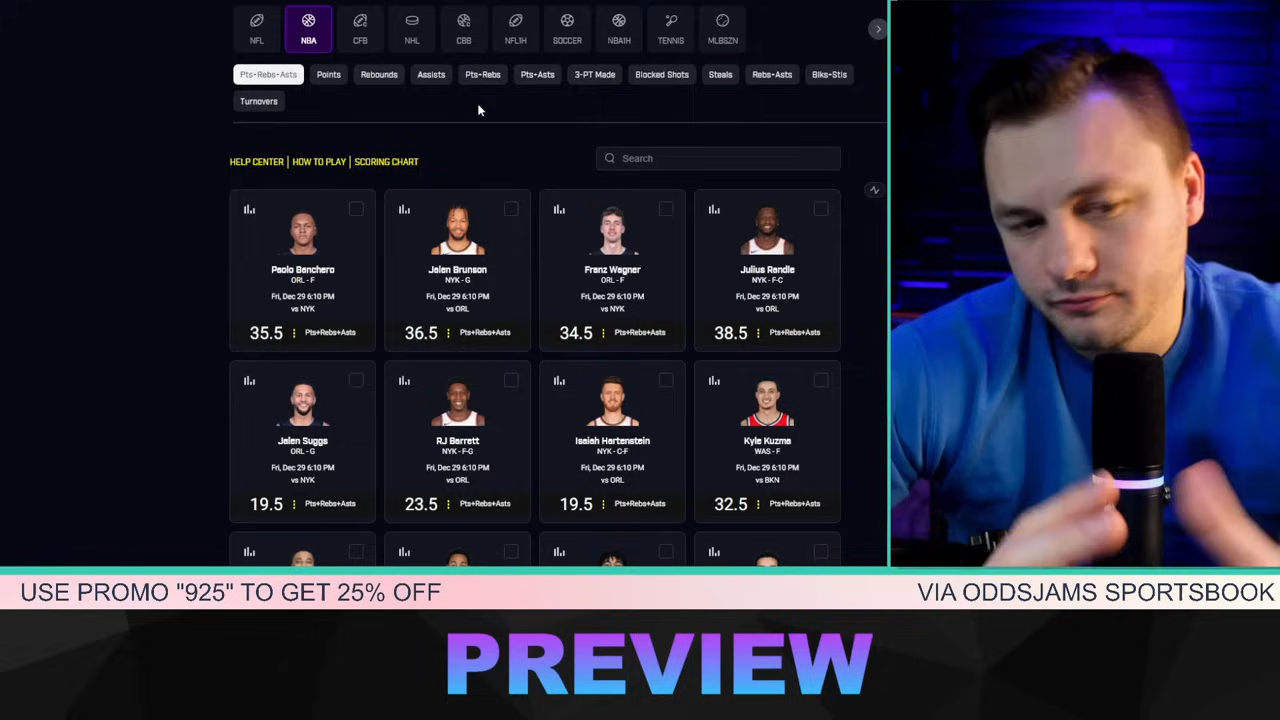 NFL
NBA
CFB
NHL
CBB
NFL1H
SOCCER
NBA1H
TENNIS
MLBSZN
Pts+Rebs+Asts
Points
Rebounds
Assists
Pts+Rebs
Pts+Asts
3-PT Made
Blocked Shots
Steals
Rebs+Asts
Blks+Stls
Turnovers
HELP CENTER | HOW TO PLAY | SCORING CHART
Search
Paolo Banchero
ORL - F
Fri, Dec 29 6:10 PM
vs NYK
35.5 Pts+Rebs+Asts
Jalen Brunson
NYK - G
Fri, Dec 29 6:10 PM
vs ORL
36.5 Pts+Rebs+Asts
Franz Wagner
ORL - F
Fri, Dec 29 6:10 PM
vs NYK
34.5 Pts+Rebs+Asts
Julius Randle
NYK - F-C
Fri, Dec 29 6:10 PM
vs ORL
38.5 Pts+Rebs+Asts
Jalen Suggs
ORL - G
Fri, Dec 29 6:10 PM
vs NYK
19.5 Pts+Rebs+Asts
RJ Barrett
NYK - F-G
Fri, Dec 29 6:10 PM
vs ORL
23.5 Pts+Rebs+Asts
Isaiah Hartenstein
NYK - C-F
Fri, Dec 29 6:10 PM
vs ORL
19.5 Pts+Rebs+Asts
Kyle Kuzma
WAS - F
Fri, Dec 29 6:10 PM
vs BKN
32.5 Pts+Rebs+Asts
USE PROMO "925" TO GET 25% OFF
VIA ODDSJAMS SPORTSBOOK
PREVIEW